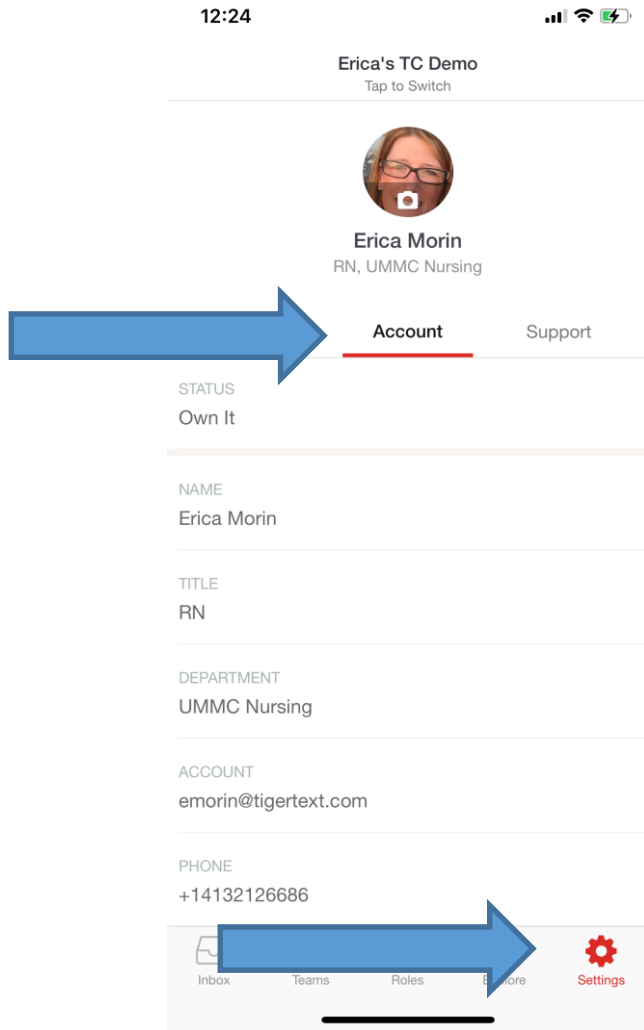 12:24
Erica's TC Demo
Tap to Switch
Erica Morin
RN, UMMC Nursing
Account Support
STATUS
Own It
NAME
Erica Morin
TITLE
RN
DEPARTMENT
UMMC Nursing
ACCOUNT
emorin@tigertext.com
PHONE
+14132126686
Inbox Teams Roles Settings